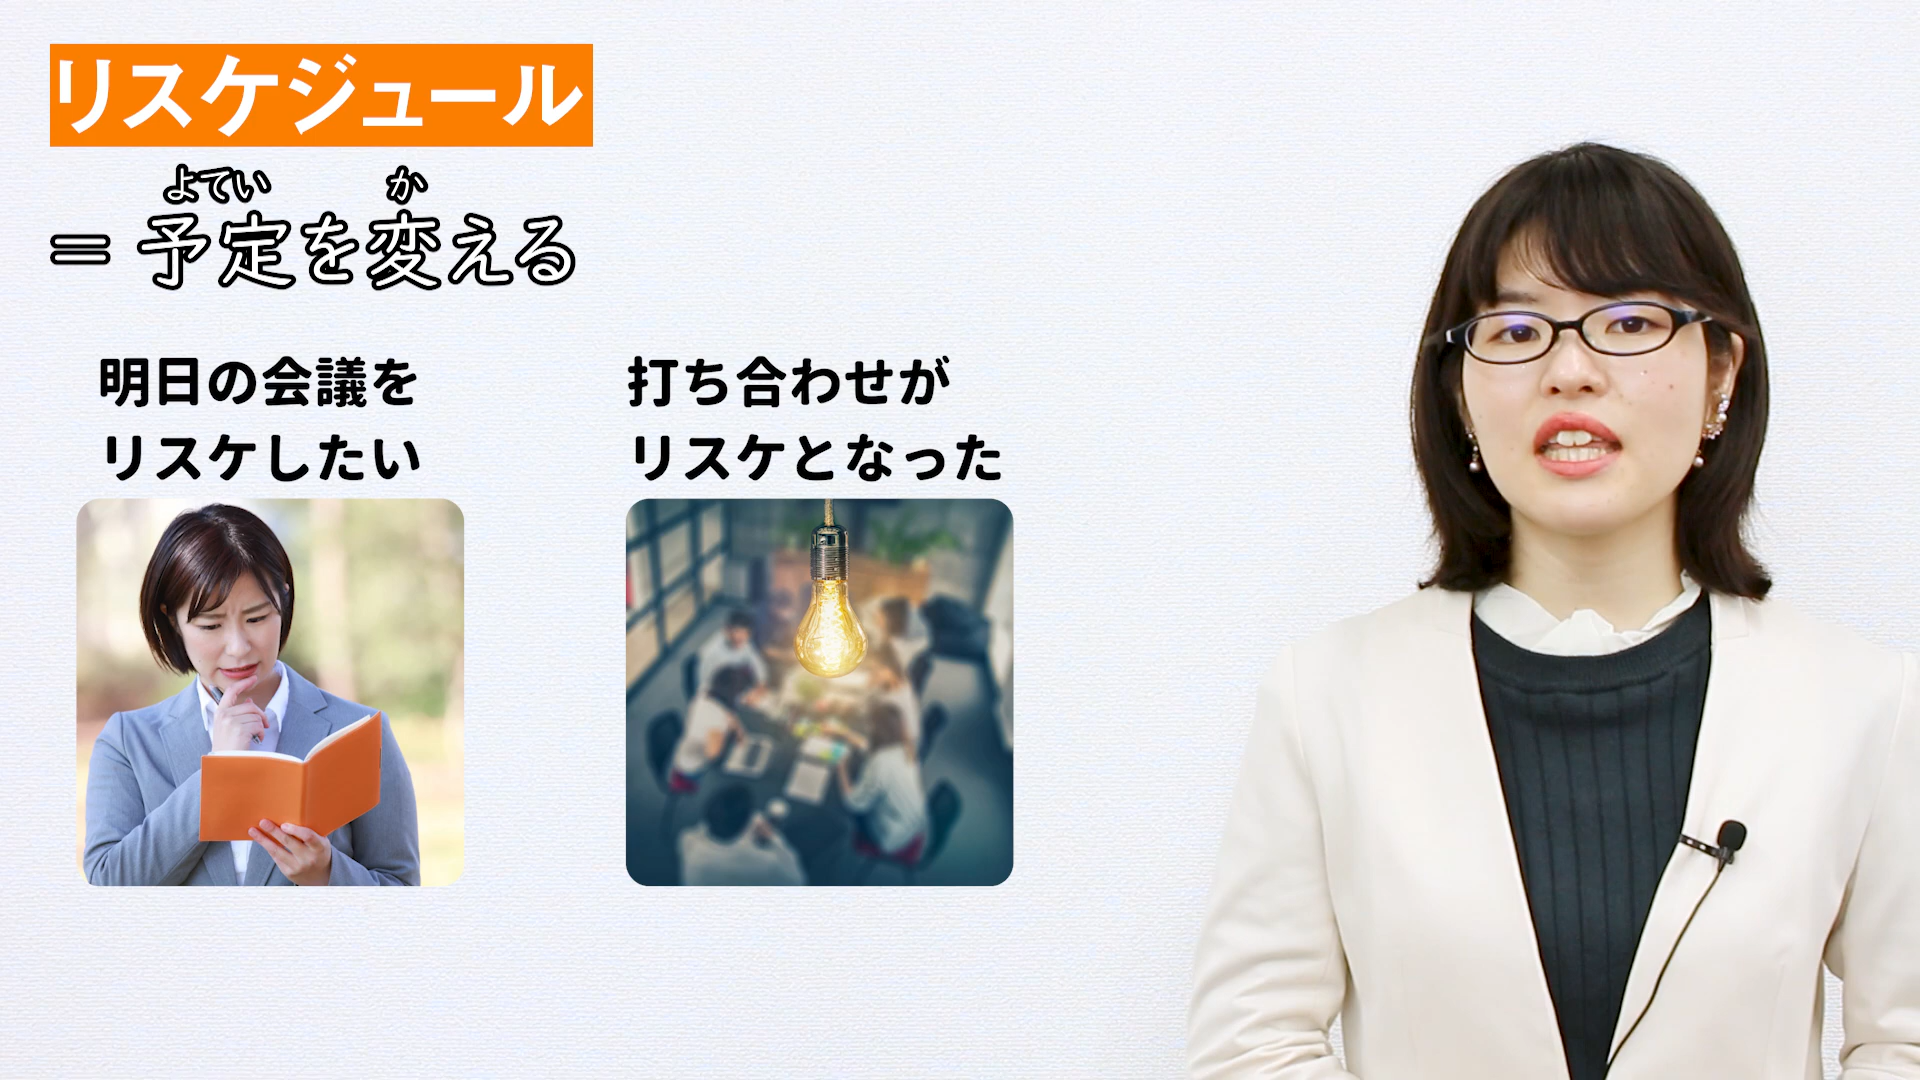 リスケジュール
よてい か
＝予定を変える
明日の会議を
リスケしたい
打ち合わせが
リスケとなった